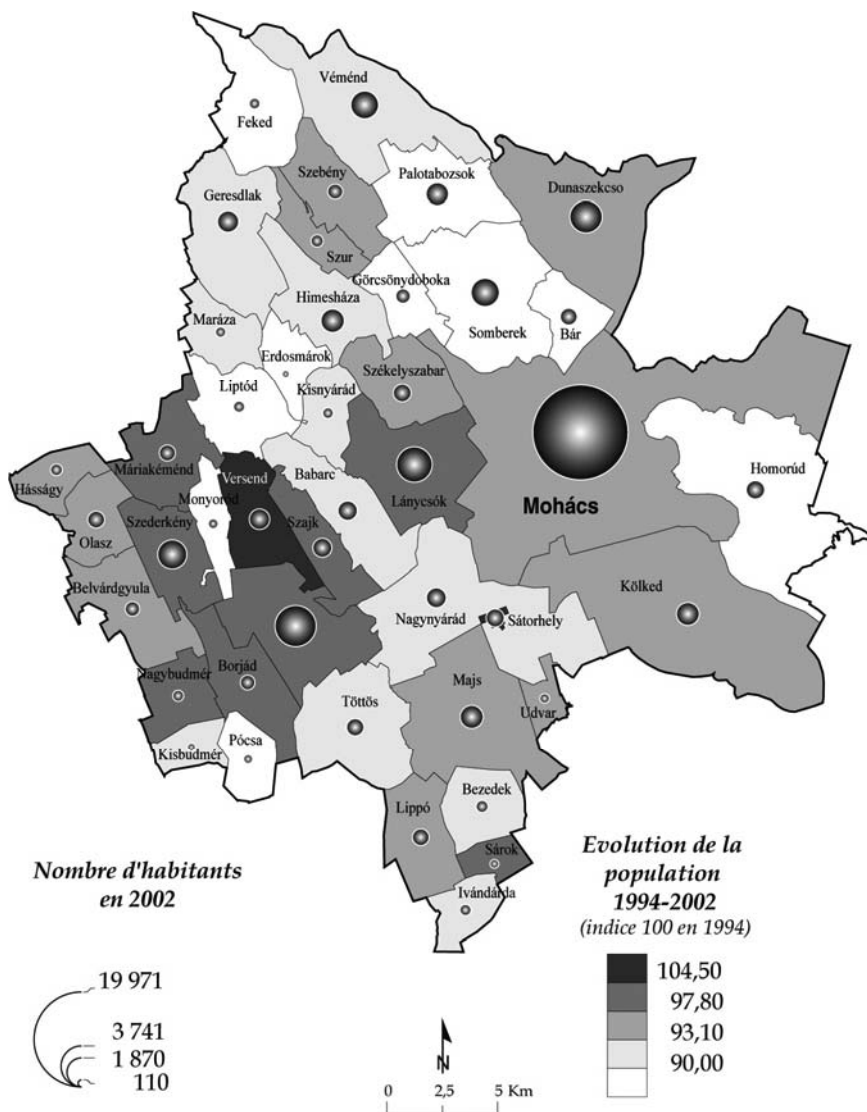 Véménd
Feked
Szebény
Palotabozsok
Dunaszekcso
Geresdlak
Szur
Görcsönydoboka
Himesháza
Somberek
Bár
Maráza
Erdosmárok
Székelyszabar
Liptód
Kisnyárád
Máriakéménd
Versend
Babarc
Homorúd
Hásságy
Monyoród
Lánycsók
Mohács
Szederkény
Szajk
Olasz
Belvárdgyula
Kölked
Nagynyárád
Sátorhely
Nagybudmér
Borjád
Töttös
Majs
Udvar
Kisbudmér
Pócsa
Bezedek
Lippó
Sárok
Ivándárda
Nombre d'habitants
en 2002
19 971
3 741
1 870
110
N
0 2,5 5 Km
Evolution de la
population
1994-2002
(indice 100 en 1994)
104,50
97,80
93,10
90,00